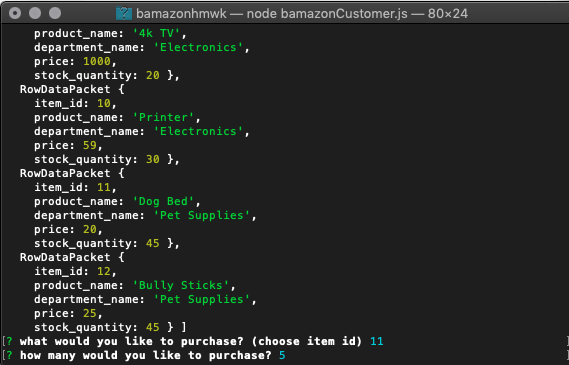 bamazonhmwk — node bamazonCustomer.js — 80×24
product_name: '4k TV',
department_name: 'Electronics',
price: 1000,
stock_quantity: 20 },
RowDataPacket {
item_id: 10,
product_name: 'Printer',
department_name: 'Electronics',
price: 59,
stock_quantity: 30 },
RowDataPacket {
item_id: 11,
product_name: 'Dog Bed',
department_name: 'Pet Supplies',
price: 20,
stock_quantity: 45 },
RowDataPacket {
item_id: 12,
product_name: 'Bully Sticks',
department_name: 'Pet Supplies',
price: 25,
stock_quantity: 45 } ]
[? what would you like to purchase? (choose item id) 11 ]
[? how many would you like to purchase? 5 ]